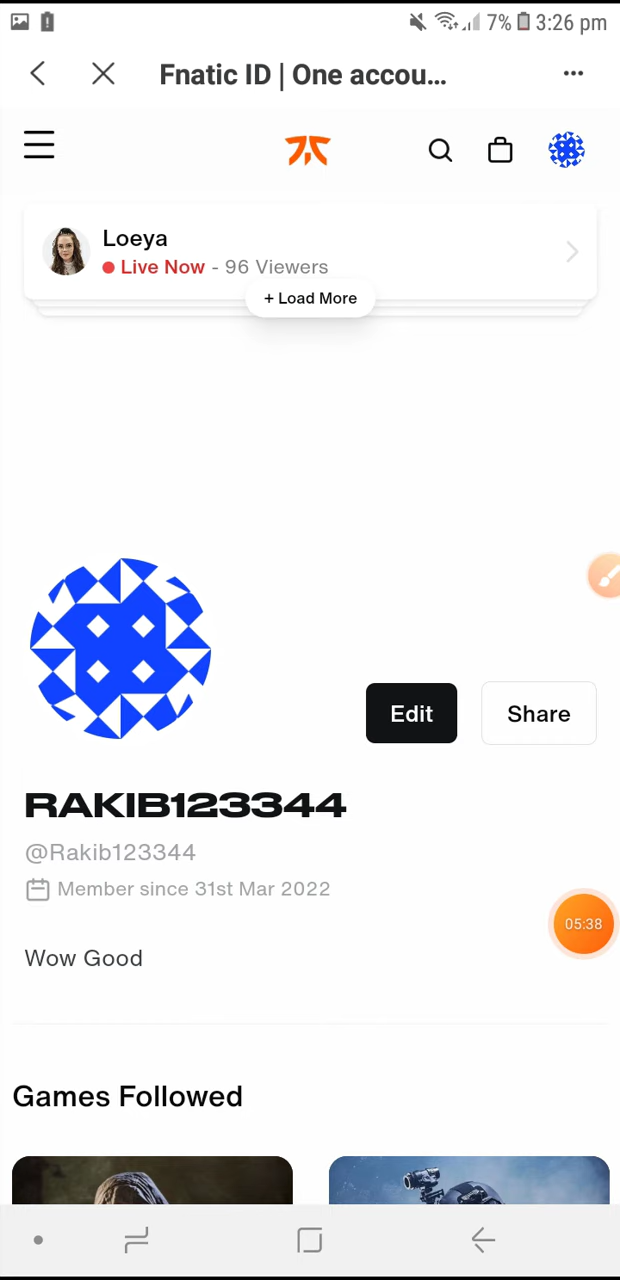 7% 3:26 pm
Fnatic ID | One accou...
Loeya
Live Now - 96 Viewers
+ Load More
Edit
Share
RAKIB123344
@Rakib123344
Member since 31st Mar 2022
05:38
Wow Good
Games Followed